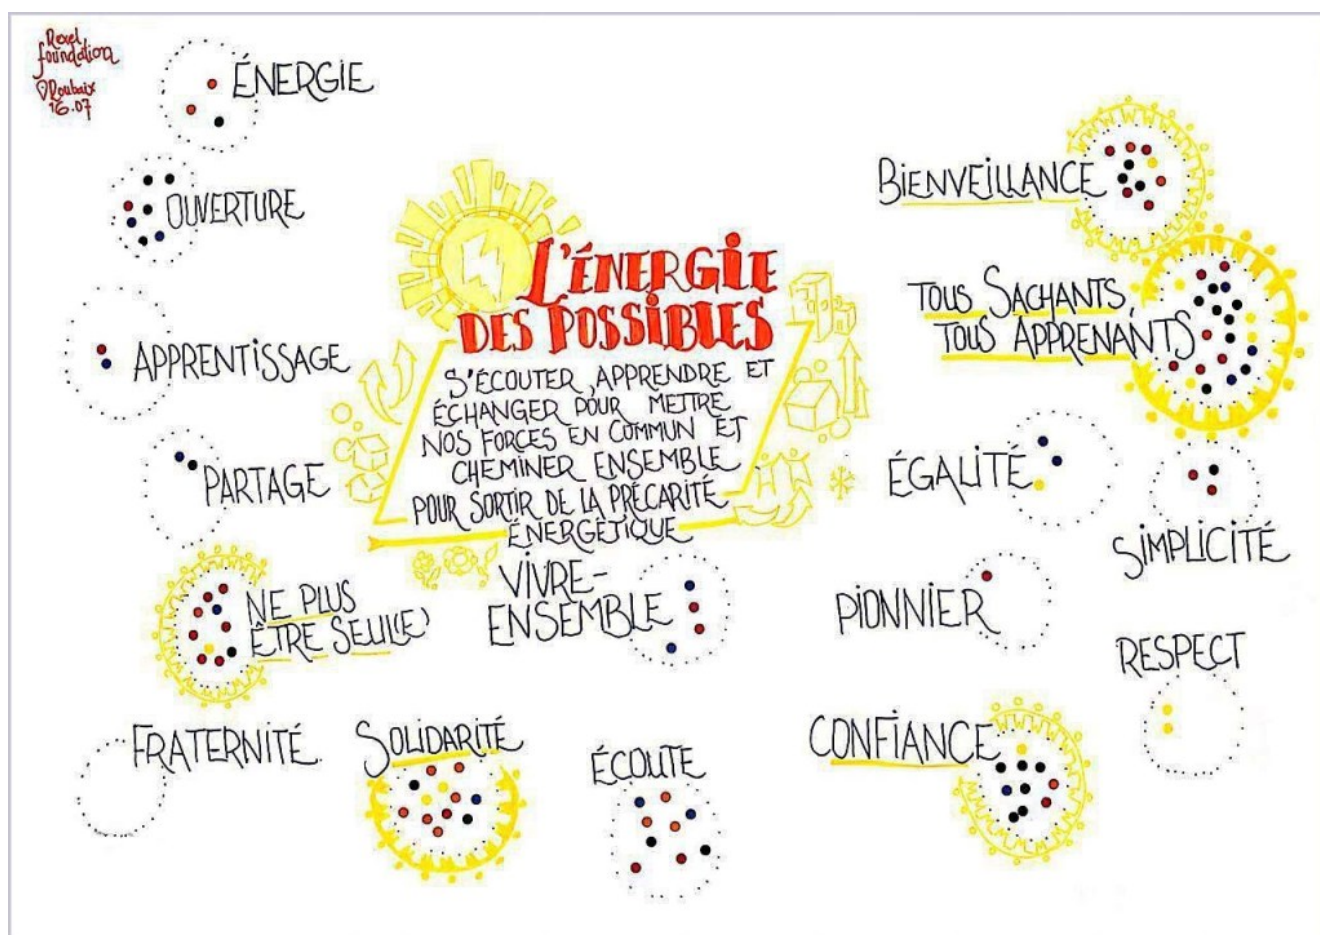 Rexel
foundation
Roubaix
16.07
ÉNERGIE
OUVERTURE
APPRENTISSAGE
PARTAGE
NE PLUS
ÊTRE SEUL(E)
FRATERNITÉ
L'ÉNERGIE
DES POSSIBLES
S'ÉCOUTER, APPRENDRE ET
ÉCHANGER POUR METTRE
NOS FORCES EN COMMUN ET
CHEMINER ENSEMBLE
POUR SORTIR DE LA PRÉCARITÉ
ÉNERGÉTIQUE
VIVRE-
ENSEMBLE
SOLIDARITÉ
ÉCOUTE
BIENVEILLANCE
TOUS SACHANTS,
TOUS APPRENANTS
ÉGALITÉ
SIMPLICITÉ
PIONNIER
RESPECT
CONFIANCE